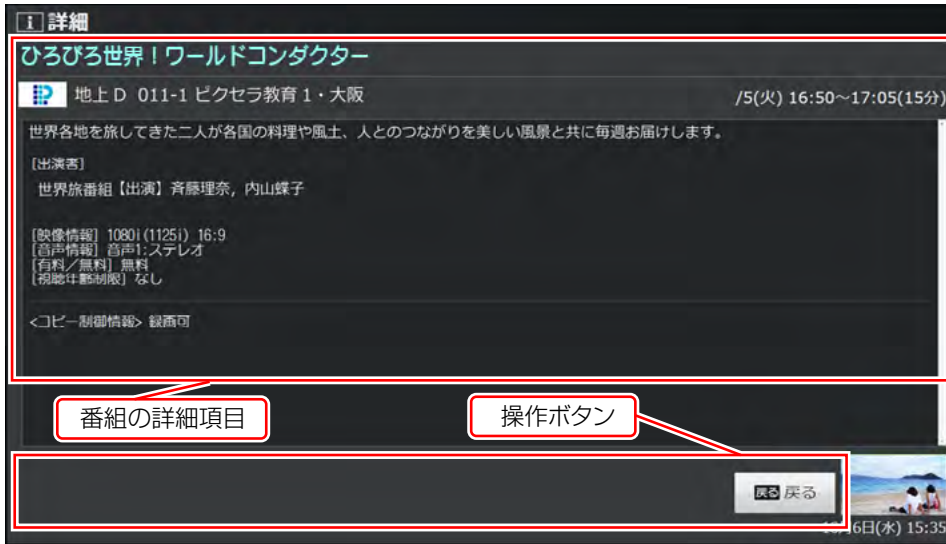 i 詳細
ひろびろ世界！ワールドコンダクター
地上D 011-1 ピクセラ教育1・大阪
/5(火) 16:50～17:05(15分)
世界各地を旅してきた二人が各国の料理や風土、人とのつながりを美しい風景と共に毎週お届けします。
[出演者]
世界旅番組【出演】斉藤理奈，内山蝶子
[映像情報] 1080i(1125i) 16:9
[音声情報] 音声1:ステレオ
[有料／無料] 無料
[視聴年齢制限] なし
<コピー制御情報> 録画可
番組の詳細項目
操作ボタン
戻る 戻る
6日(水) 15:35